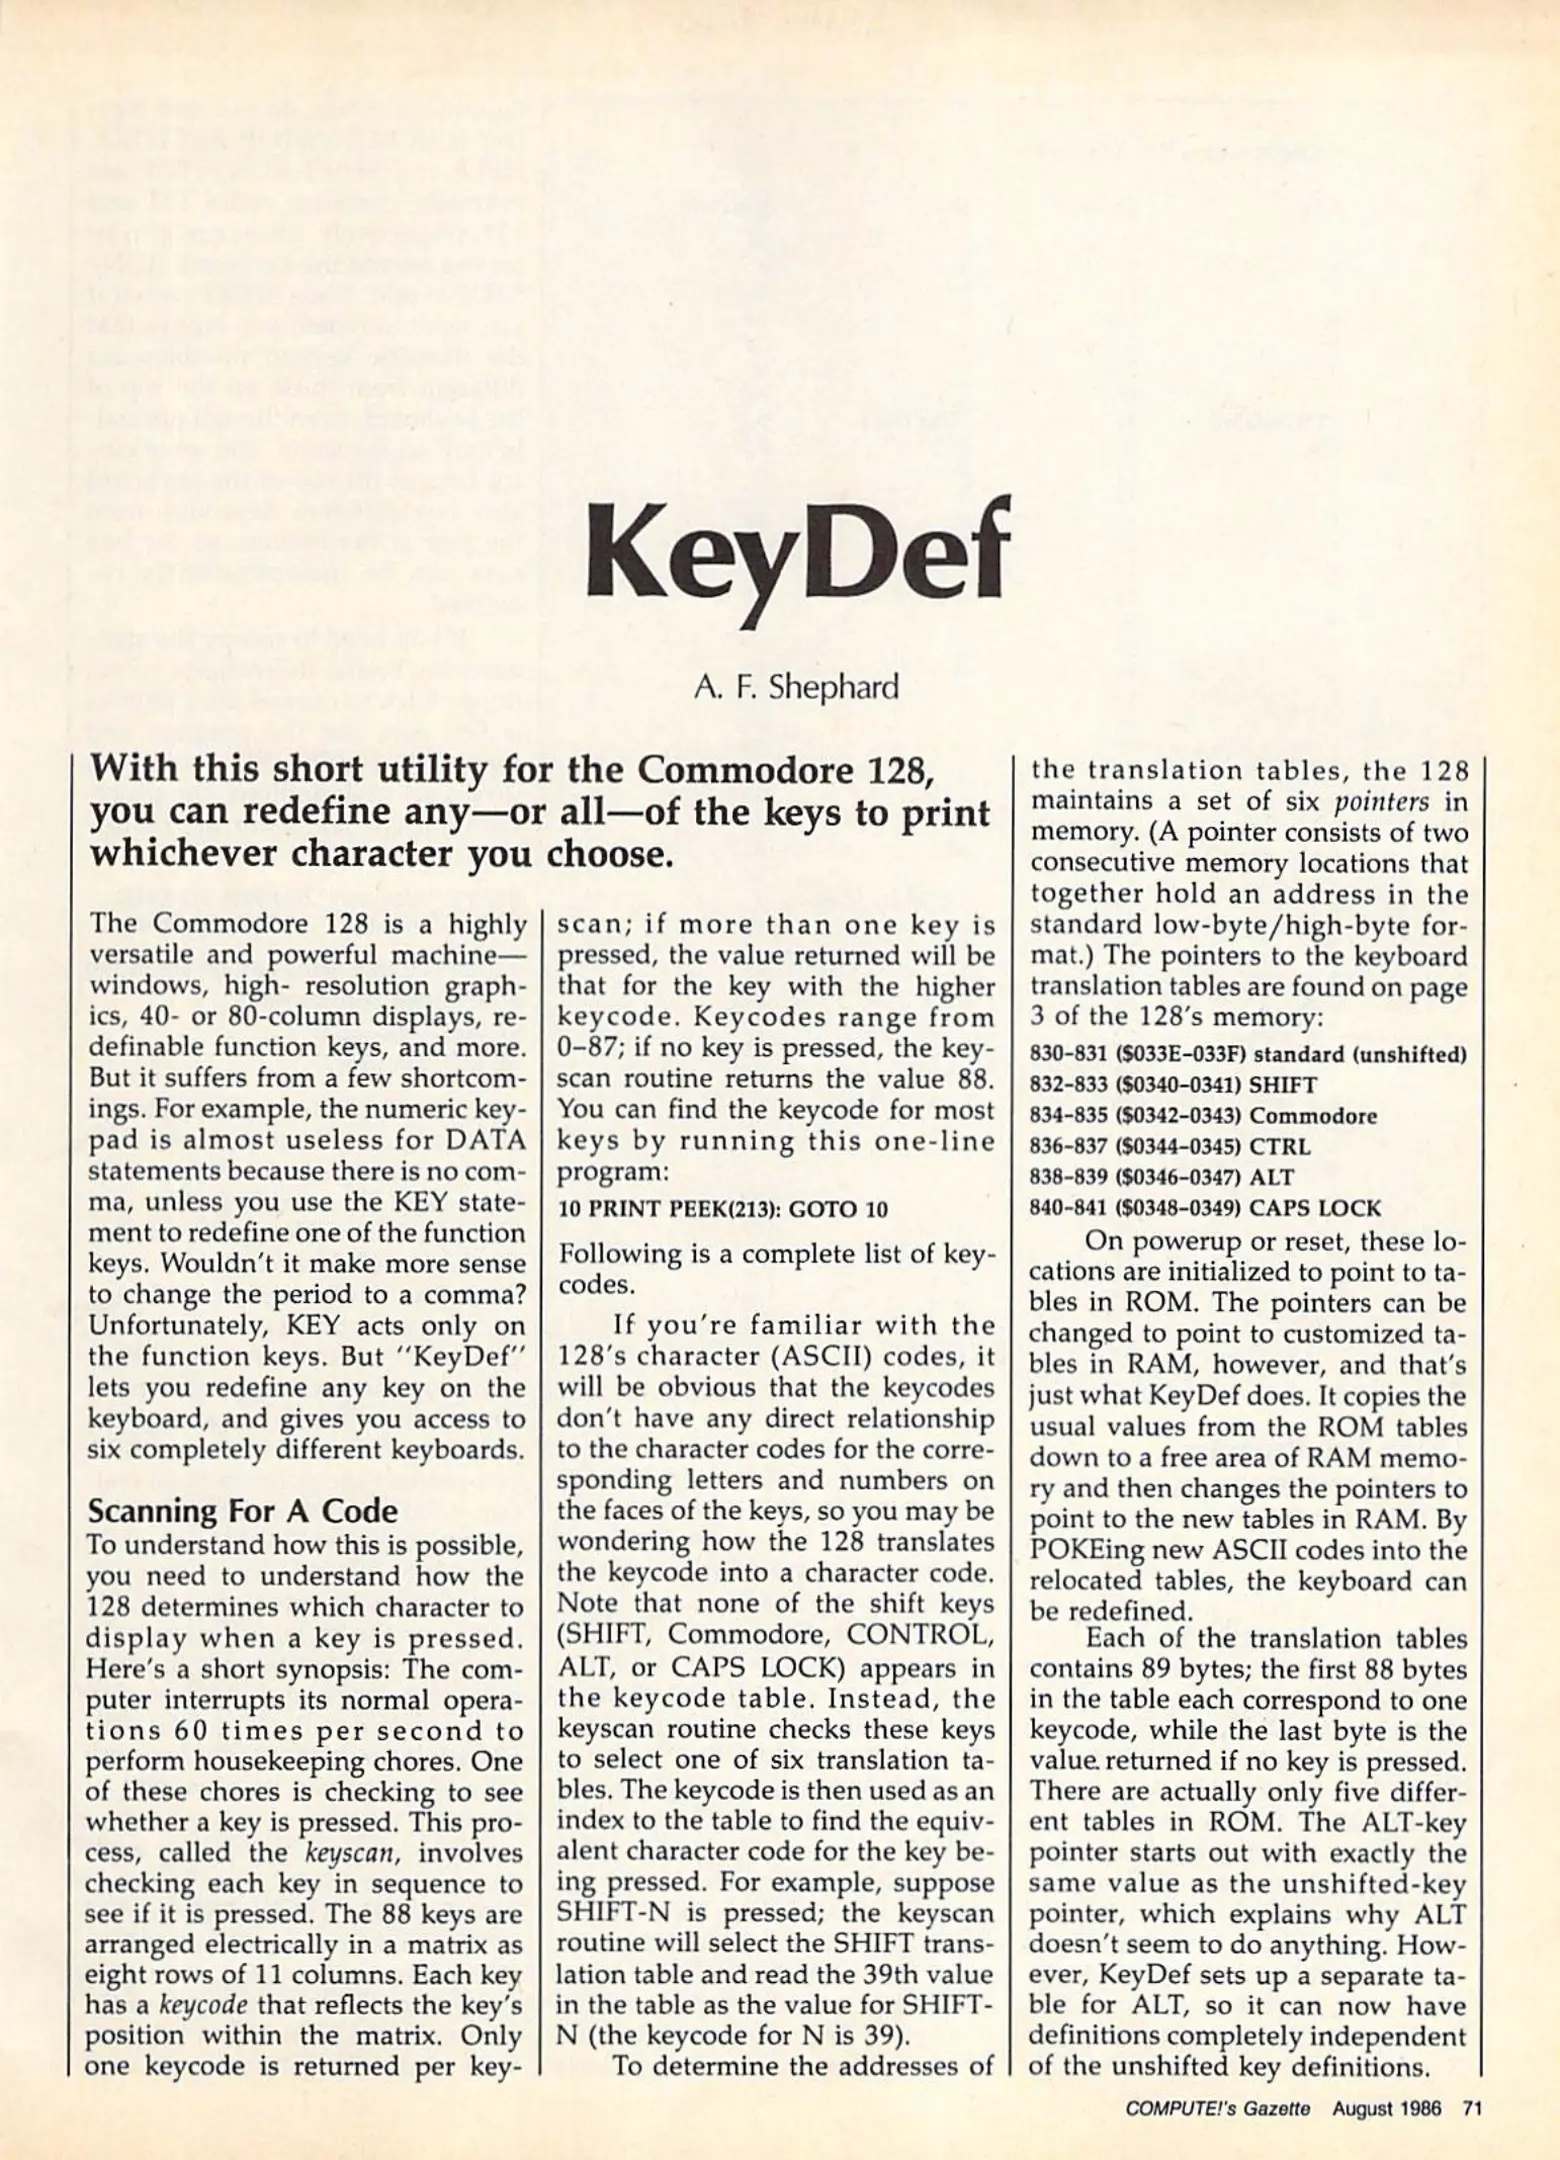 KeyDef
A. F. Shephard
With this short utility for the Commodore 128,
you can redefine any—or all—of the keys to print
whichever character you choose.
The Commodore 128 is a highly
versatile and powerful machine—
windows, high- resolution graph-
ics, 40- or 80-column displays, re-
definable function keys, and more.
But it suffers from a few shortcom-
ings. For example, the numeric key-
pad is almost useless for DATA
statements because there is no com-
ma, unless you use the KEY state-
ment to redefine one of the function
keys. Wouldn't it make more sense
to change the period to a comma?
Unfortunately, KEY acts only on
the function keys. But "KeyDef"
lets you redefine any key on the
keyboard, and gives you access to
six completely different keyboards.
Scanning For A Code
To understand how this is possible,
you need to understand how the
128 determines which character to
display when a key is pressed.
Here's a short synopsis: The com-
puter interrupts its normal opera-
tions 60 times per second to
perform housekeeping chores. One
of these chores is checking to see
whether a key is pressed. This pro-
cess, called the keyscan, involves
checking each key in sequence to
see if it is pressed. The 88 keys are
arranged electrically in a matrix as
eight rows of 11 columns. Each key
has a keycode that reflects the key's
position within the matrix. Only
one keycode is returned per key-
scan; if more than one key is
pressed, the value returned will be
that for the key with the higher
keycode. Keycodes range from
0–87; if no key is pressed, the key-
scan routine returns the value 88.
You can find the keycode for most
keys by running this one-line
program:
10 PRINT PEEK(213): GOTO 10
Following is a complete list of key-
codes.
If you're familiar with the
128's character (ASCII) codes, it
will be obvious that the keycodes
don't have any direct relationship
to the character codes for the corre-
sponding letters and numbers on
the faces of the keys, so you may be
wondering how the 128 translates
the keycode into a character code.
Note that none of the shift keys
(SHIFT, Commodore, CONTROL,
ALT, or CAPS LOCK) appears in
the keycode table. Instead, the
keyscan routine checks these keys
to select one of six translation ta-
bles. The keycode is then used as an
index to the table to find the equiv-
alent character code for the key be-
ing pressed. For example, suppose
SHIFT-N is pressed; the keyscan
routine will select the SHIFT trans-
lation table and read the 39th value
in the table as the value for SHIFT-
N (the keycode for N is 39).
To determine the addresses of
the translation tables, the 128
maintains a set of six pointers in
memory. (A pointer consists of two
consecutive memory locations that
together hold an address in the
standard low-byte/high-byte for-
mat.) The pointers to the keyboard
translation tables are found on page
3 of the 128's memory:
830–831 ($033E–033F) standard (unshifted)
832–833 ($0340–0341) SHIFT
834–835 ($0342–0343) Commodore
836–837 ($0344–0345) CTRL
838–839 ($0346–0347) ALT
840–841 ($0348–0349) CAPS LOCK
On powerup or reset, these lo-
cations are initialized to point to ta-
bles in ROM. The pointers can be
changed to point to customized ta-
bles in RAM, however, and that's
just what KeyDef does. It copies the
usual values from the ROM tables
down to a free area of RAM memo-
ry and then changes the pointers to
point to the new tables in RAM. By
POKEing new ASCII codes into the
relocated tables, the keyboard can
be redefined.
Each of the translation tables
contains 89 bytes; the first 88 bytes
in the table each correspond to one
keycode, while the last byte is the
value returned if no key is pressed.
There are actually only five differ-
ent tables in ROM. The ALT-key
pointer starts out with exactly the
same value as the unshifted-key
pointer, which explains why ALT
doesn't seem to do anything. How-
ever, KeyDef sets up a separate ta-
ble for ALT, so it can now have
definitions completely independent
of the unshifted key definitions.
COMPUTE!'s Gazette August 1986 71